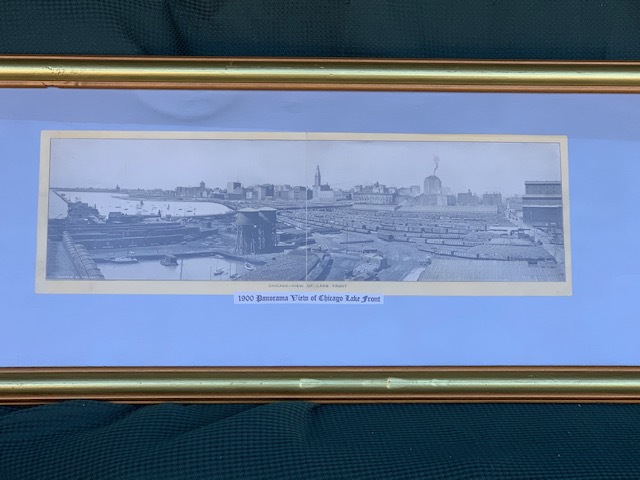 CHICAGO—VIEW OF LAKE FRONT
1900 Panorama View of Chicago Lake Front